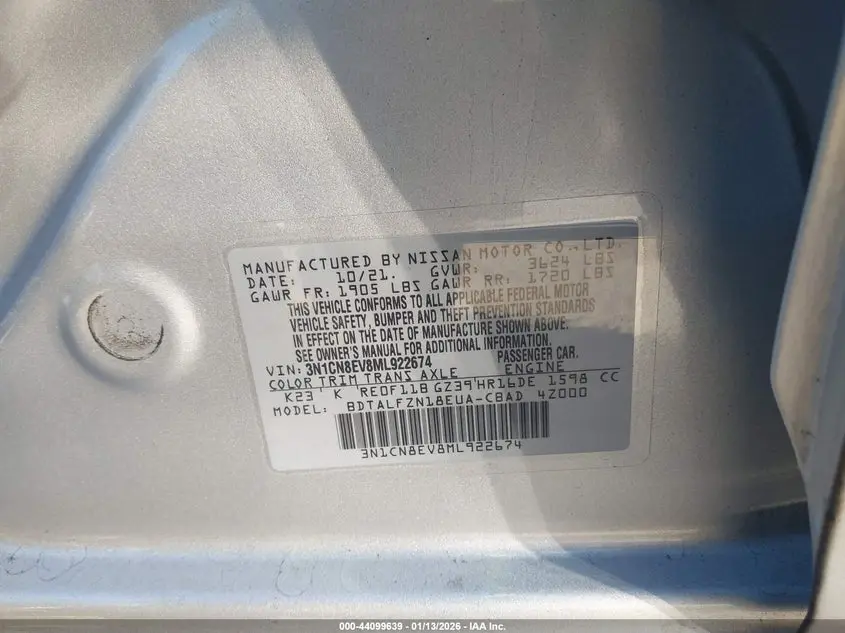 MANUFACTURED BY NISSAN MOTOR CO.,LTD.
DATE: 10/21. GVWR: 3624 LBS
GAWR FR: 1905 LBS GAWR RR: 1720 LBS
THIS VEHICLE CONFORMS TO ALL APPLICABLE FEDERAL MOTOR
VEHICLE SAFETY, BUMPER AND THEFT PREVENTION STANDARDS
IN EFFECT ON THE DATE OF MANUFACTURE SHOWN ABOVE.
SEE OWNER'S MANUAL FOR ADDITIONAL INFORMATION.
VIN: 3N1CN8EV8ML922674 PASSENGER CAR.
COLOR TRIM TRANS AXLE ENGINE
K23 K RE0F11B GZ39 HR16DE 1598 CC
MODEL: BDTALFZN18EUA-CBAD 4Z000
3N1CN8EV8ML922674
000-44099639 - 01/13/2026 - IAA Inc.